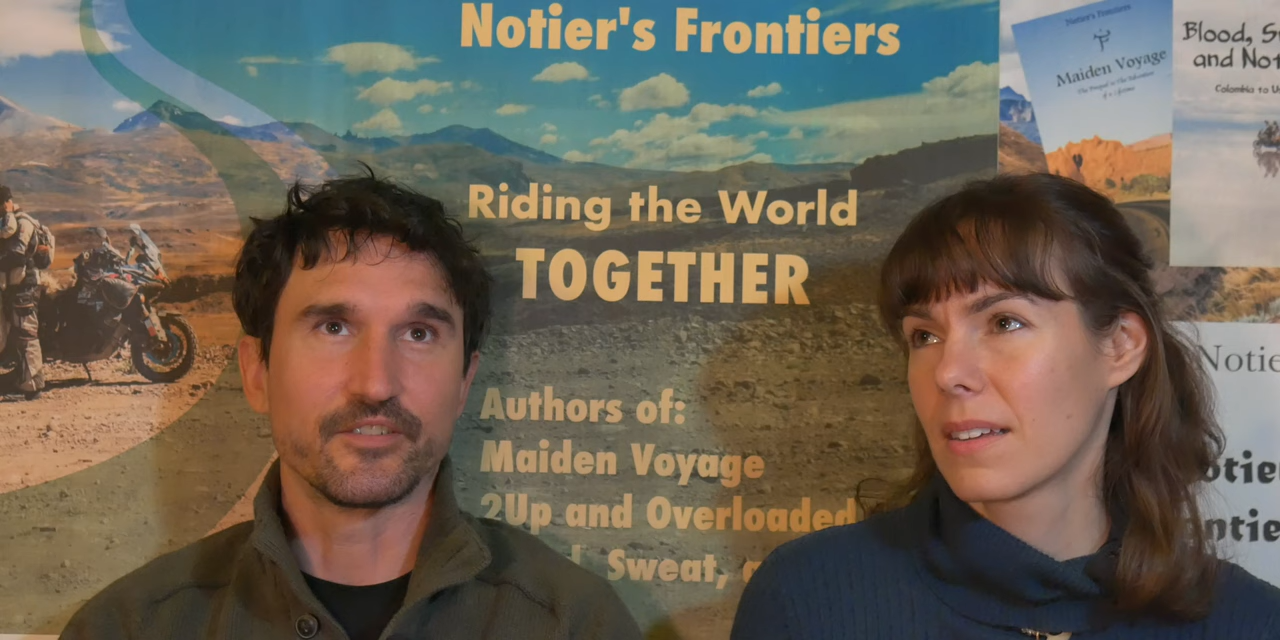 Notier's Frontiers
Riding the World
TOGETHER
Authors of:
Maiden Voyage
2Up and Overloaded
Sweat,
Notier's Frontiers
Maiden Voyage
Blood, S
and Not
Colombia to U
Notie
otie
ntie